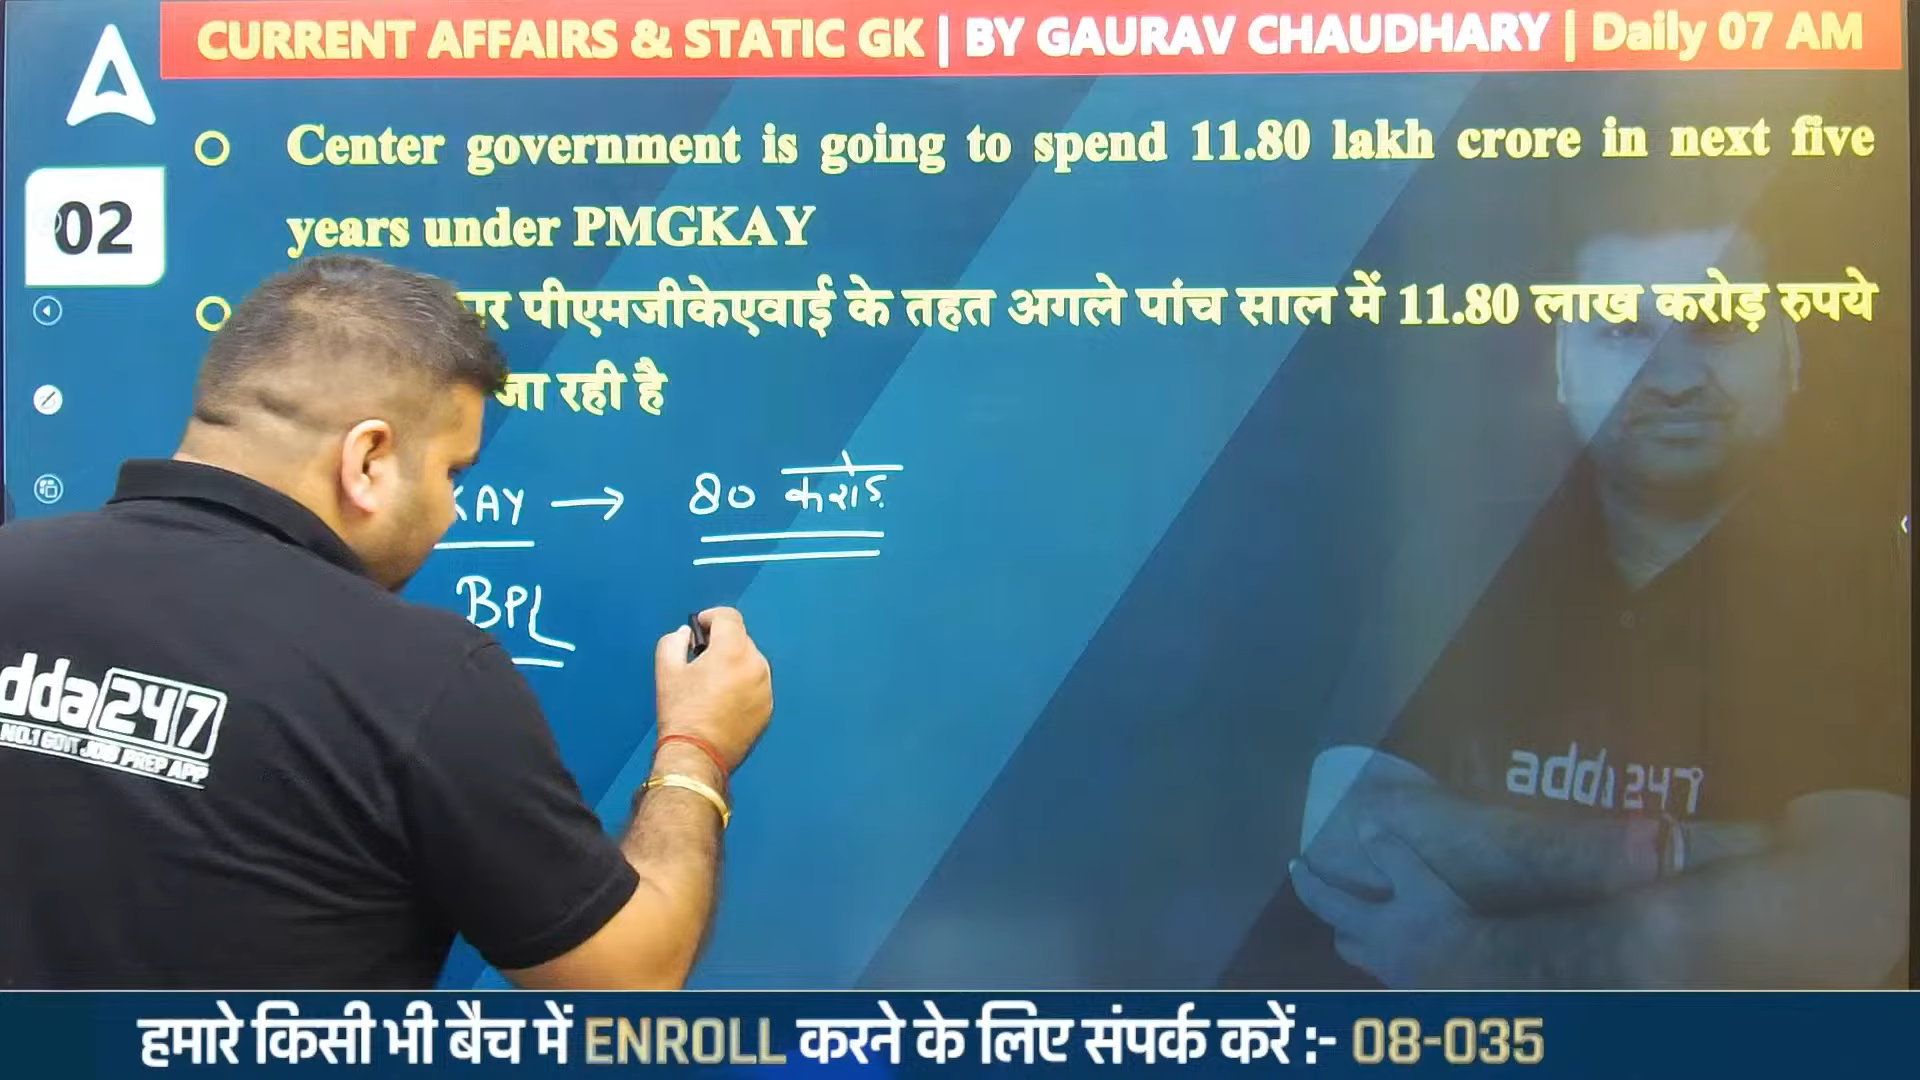 CURRENT AFFAIRS & STATIC GK | BY GAURAV CHAUDHARY | Daily 07 AM
Center government is going to spend 11.80 lakh crore in next five
years under PMGKAY
02
पीएमजीकेएवाई के तहत अगले पांच साल में 11.80 लाख करोड़ रुपये
जा रही है
KAY → 80 करोड़
BPL
dda247
NO.1 GOVT JOB PREP APP
adda247
हमारे किसी भी बैच में ENROLL करने के लिए संपर्क करें :- 08-035